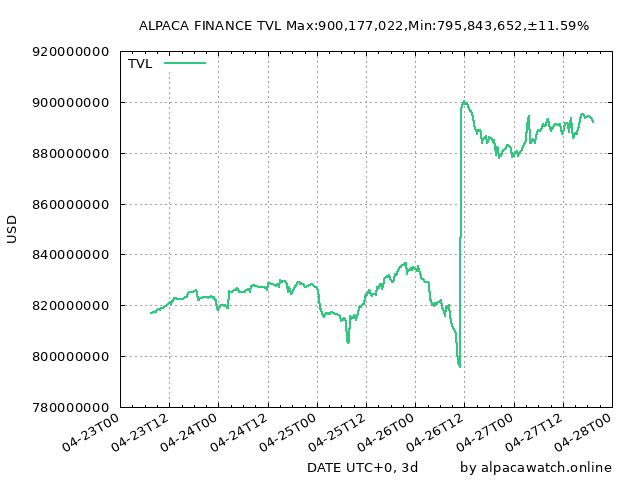 ALPACA FINANCE TVL Max:900,177,022,Min:795,843,652,±11.59%
920000000
TVL
900000000
880000000
860000000
USD
840000000
820000000
800000000
780000000
04-23T00
04-23T12
04-24T00
04-24T12
04-25T00
04-25T12
04-26T00
04-26T12
04-27T00
04-27T12
04-28T00
DATE UTC+0, 3d
by alpacawatch.online